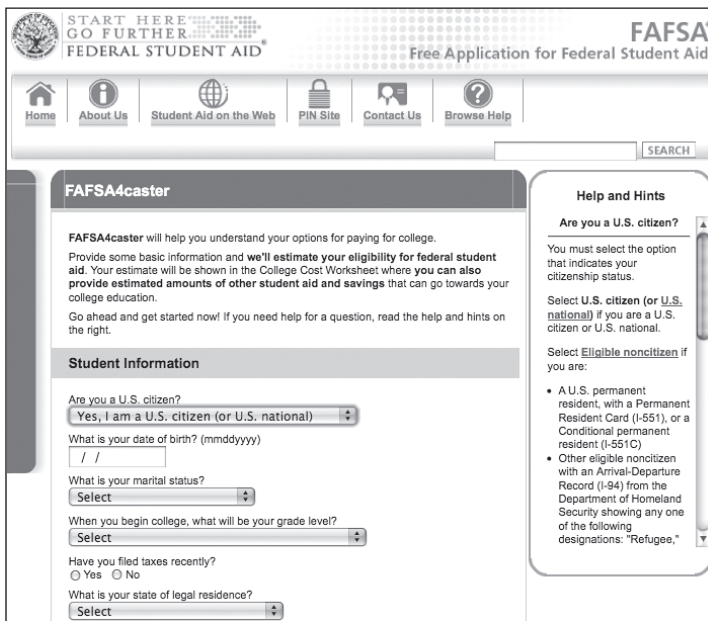 START HERE
GO FURTHER
FEDERAL STUDENT AID®
FAFSA
Free Application for Federal Student Aid
Home
About Us
Student Aid on the Web
PIN Site
Contact Us
Browse Help
SEARCH
FAFSA4caster
FAFSA4caster will help you understand your options for paying for college.
Provide some basic information and we'll estimate your eligibility for federal student
aid. Your estimate will be shown in the College Cost Worksheet where you can also
provide estimated amounts of other student aid and savings that can go towards your
college education.
Go ahead and get started now! If you need help for a question, read the help and hints on
the right.
Student Information
Are you a U.S. citizen?
Yes, I am a U.S. citizen (or U.S. national)
What is your date of birth? (mmddyyyy)
/ /
What is your marital status?
Select
When you begin college, what will be your grade level?
Select
Have you filed taxes recently?
Yes No
What is your state of legal residence?
Select
Help and Hints
Are you a U.S. citizen?
You must select the option
that indicates your
citizenship status.
Select U.S. citizen (or U.S.
national) if you are a U.S.
citizen or U.S. national.
Select Eligible noncitizen if
you are:
• A U.S. permanent
resident, with a Permanent
Resident Card (I-551), or a
Conditional permanent
resident (I-551C)
• Other eligible noncitizen
with an Arrival-Departure
Record (I-94) from the
Department of Homeland
Security showing any one
of the following
designations: "Refugee,"